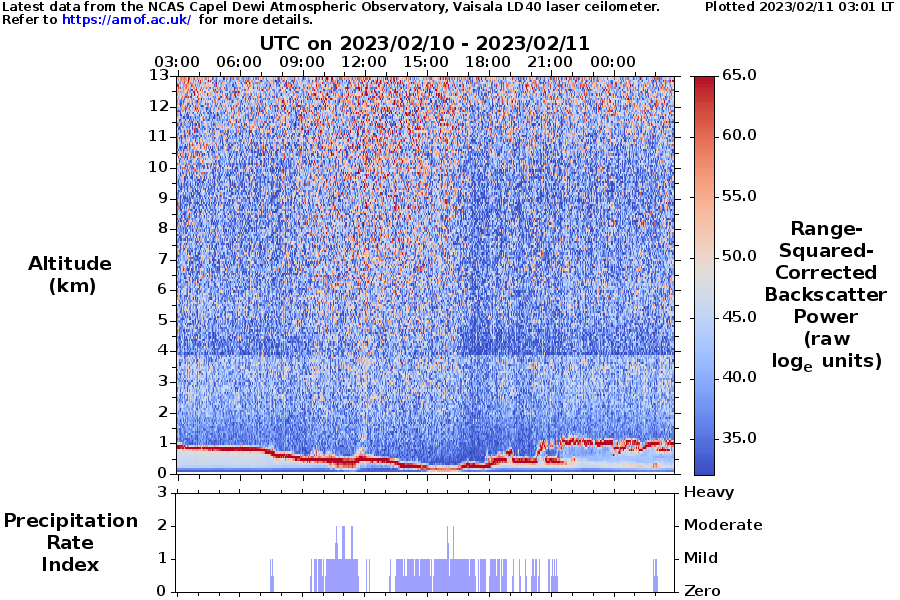 Latest data from the NCAS Capel Dewi Atmospheric Observatory, Vaisala LD40 laser ceilometer.
Plotted 2023/02/11 03:01 LT
Refer to https://amof.ac.uk/ for more details.
UTC on 2023/02/10 - 2023/02/11
03:00 06:00 09:00 12:00 15:00 18:00 21:00 00:00
13
12
11
10
9
8
7
6
5
4
3
2
1
0
Altitude
(km)
65.0
60.0
55.0
50.0
45.0
40.0
35.0
Range-
Squared-
Corrected
Backscatter
Power
(raw
logₑ units)
3
2
1
0
Precipitation
Rate
Index
Heavy
Moderate
Mild
Zero